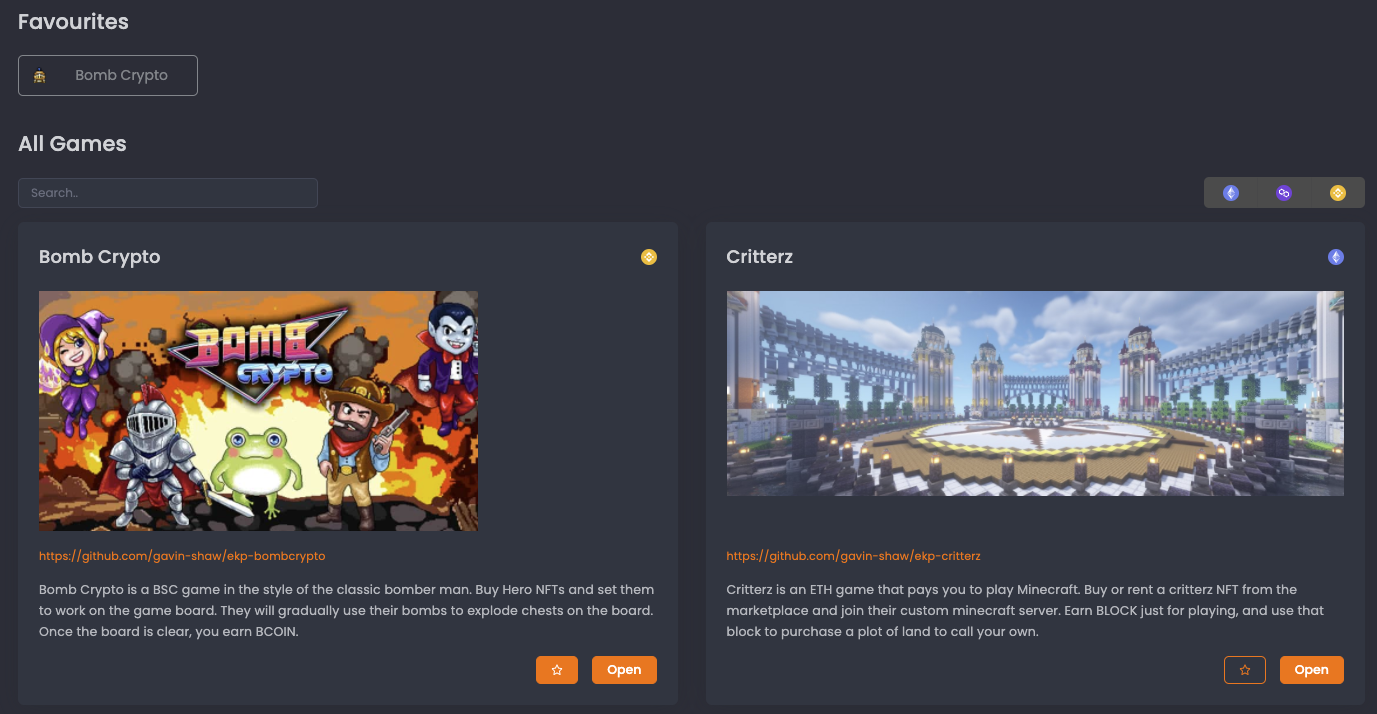 Favourites
Bomb Crypto
All Games
Search..
Bomb Crypto
Critterz
BOMB
CRYPTO
https://github.com/gavin-shaw/ekp-bombcrypto
https://github.com/gavin-shaw/ekp-critterz
Bomb Crypto is a BSC game in the style of the classic bomber man. Buy Hero NFTs and set them
to work on the game board. They will gradually use their bombs to explode chests on the board.
Once the board is clear, you earn BCOIN.
Critterz is an ETH game that pays you to play Minecraft. Buy or rent a critterz NFT from the
marketplace and join their custom minecraft server. Earn BLOCK just for playing, and use that
block to purchase a plot of land to call your own.
Open
Open